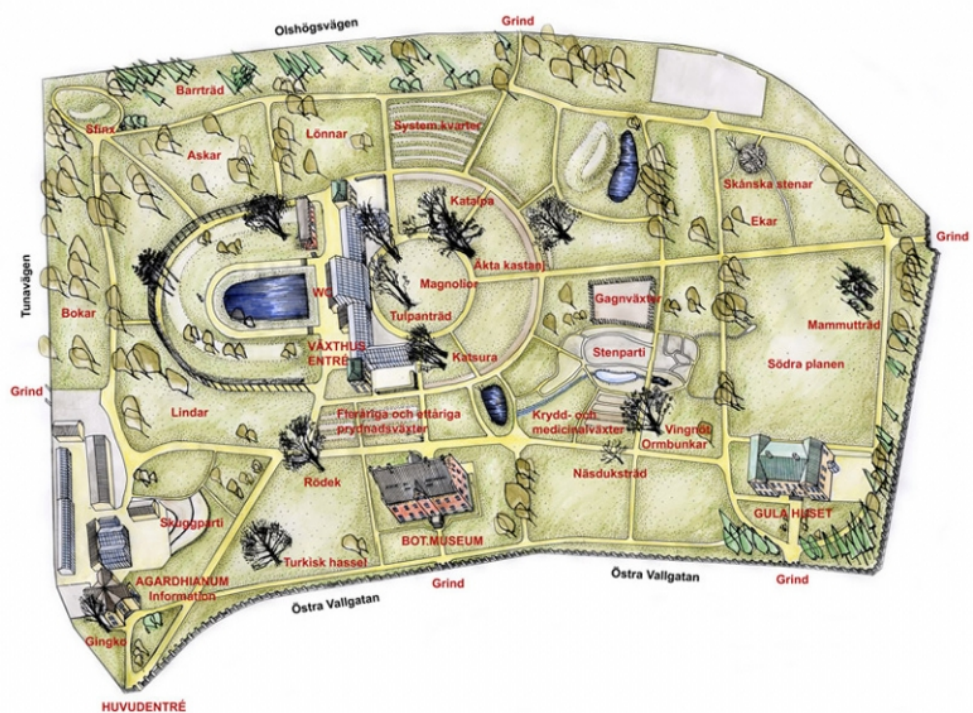 Olshögsvägen
Grind
Barrträd
Sfinx
Askar
Lönnar
System.kvarter
Skånska stenar
Katalpa
Ekar
Grind
Äkta kastanj
Tunavägen
Bokar
WC
Magnolior
Gagnväxter
Tulpanträd
Mammutträd
VÄXTHUS
ENTRÉ
Katsura
Stenparti
Södra planen
Grind
Lindar
Fleråriga och ettåriga
prydnadsväxter
Krydd- och
medicinalväxter
Vingnöt
Ormbunkar
Rödek
Näsduksträd
Skuggparti
BOT.MUSEUM
GULA HUSET
Turkisk hassel
AGARDHIANUM
Information
Grind
Östra Vallgatan
Grind
Östra Vallgatan
Gingko
HUVUDENTRÉ